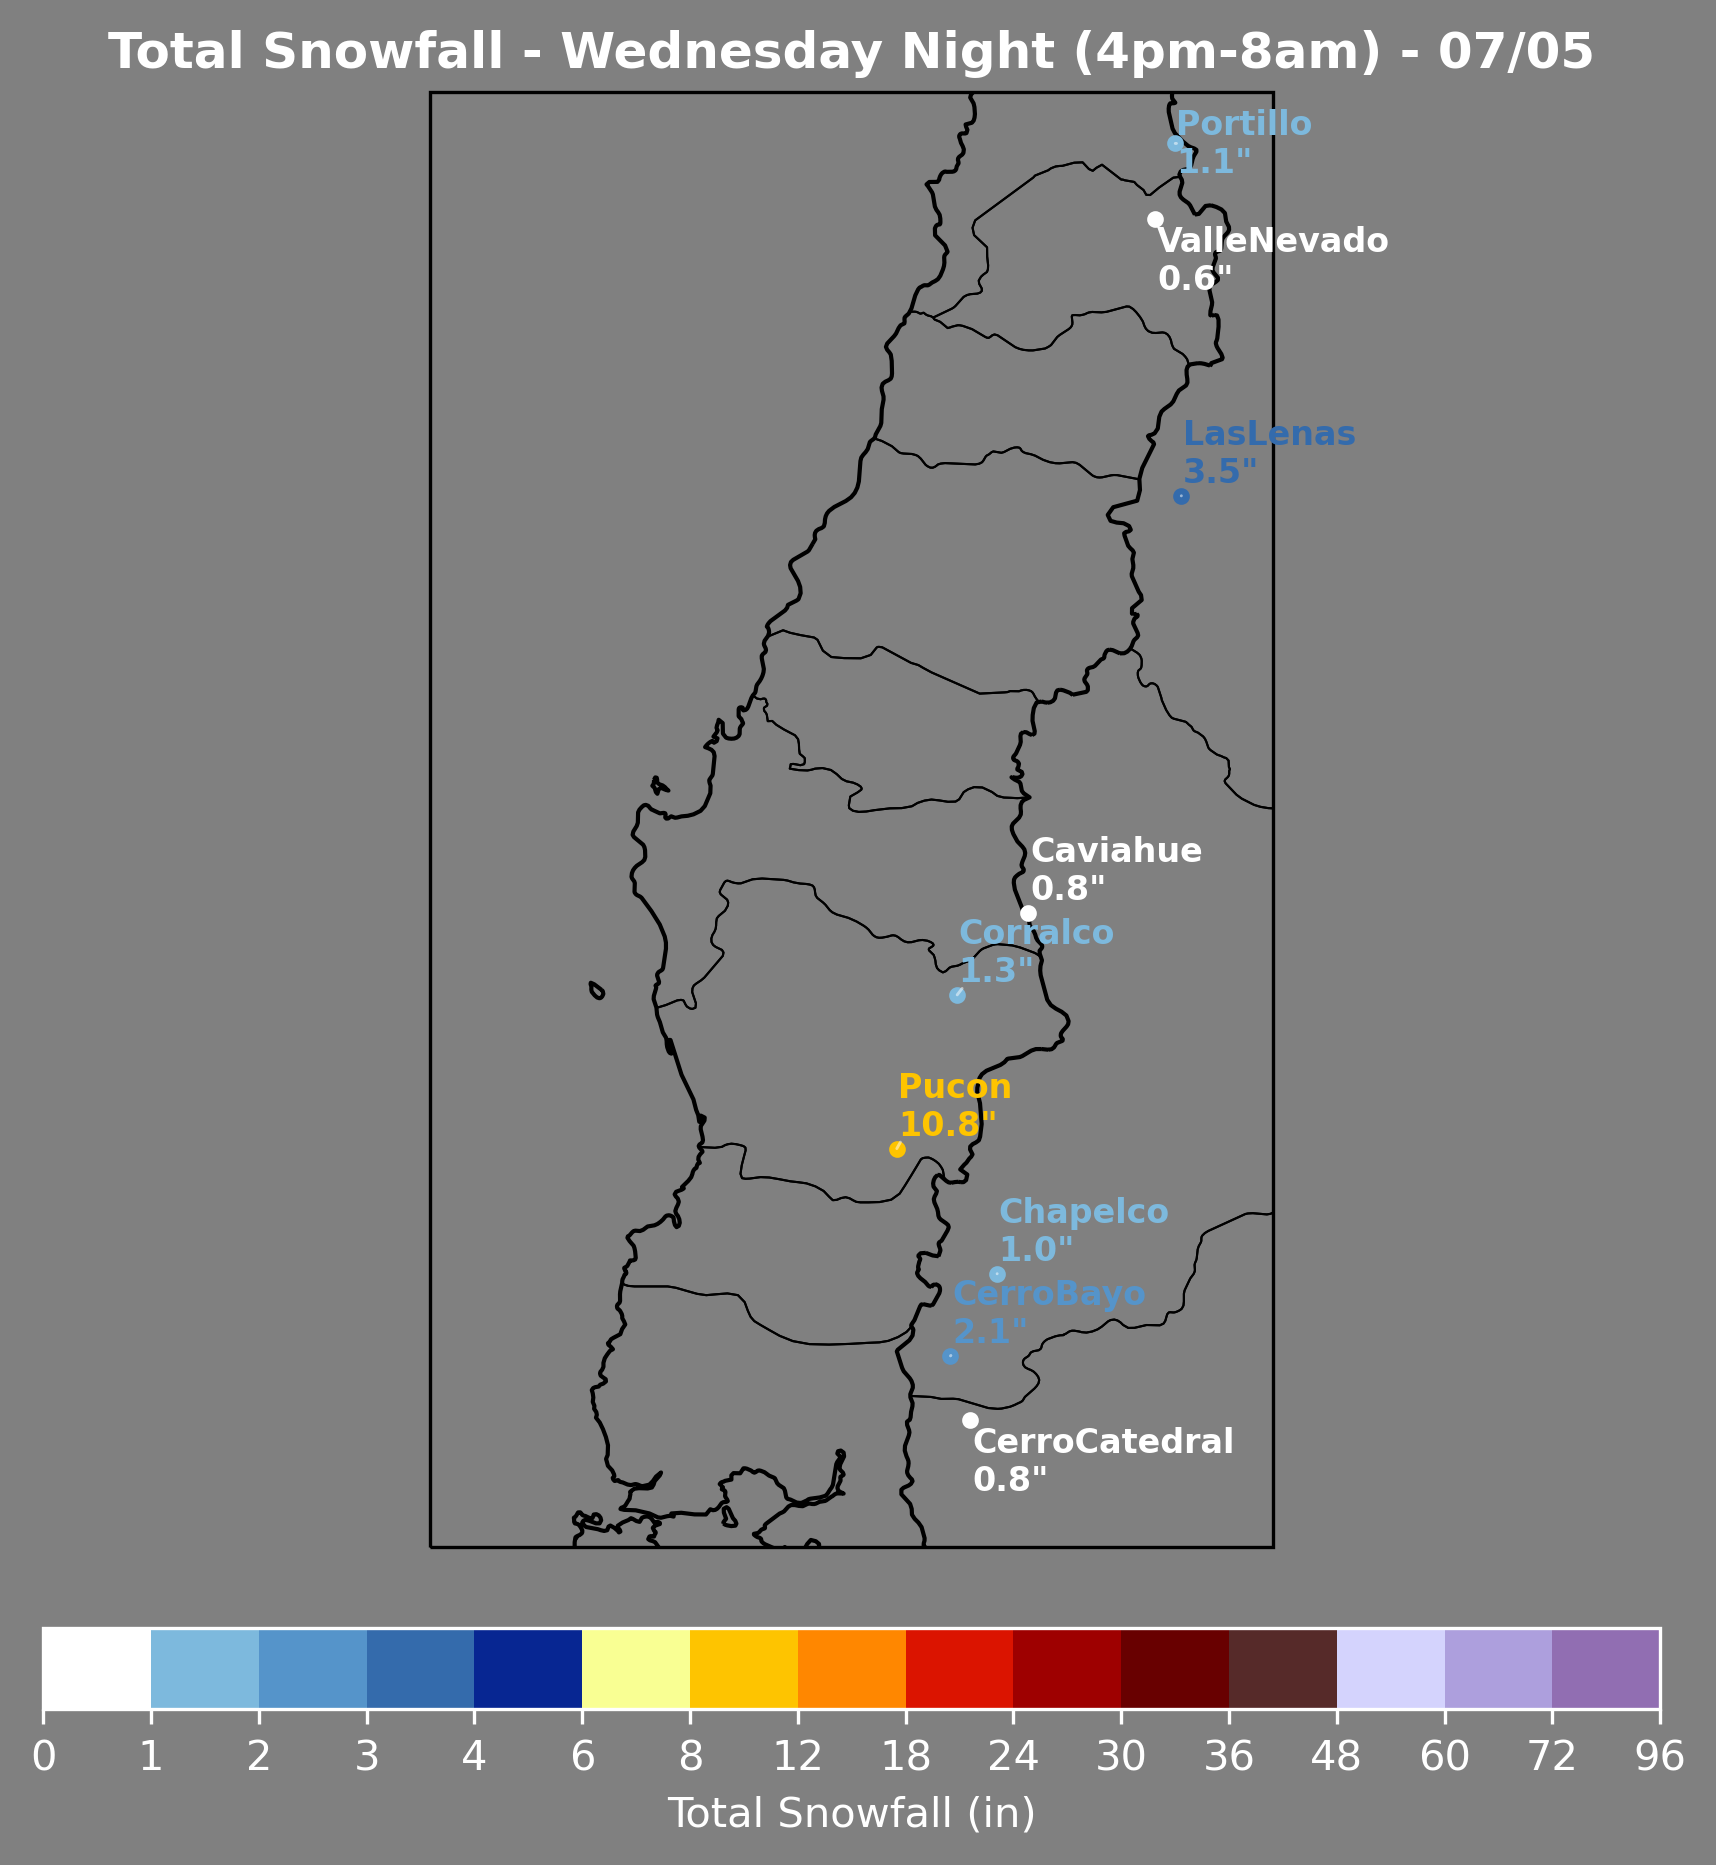 Total Snowfall - Wednesday Night (4pm-8am) - 07/05
Portillo
1.1"
ValleNevado
0.6"
LasLenas
3.5"
Caviahue
0.8"
Corralco
1.3"
Pucon
10.8"
Chapelco
1.0"
CerroBayo
2.1"
CerroCatedral
0.8"
0 1 2 3 4 6 8 12 18 24 30 36 48 60 72 96
Total Snowfall (in)